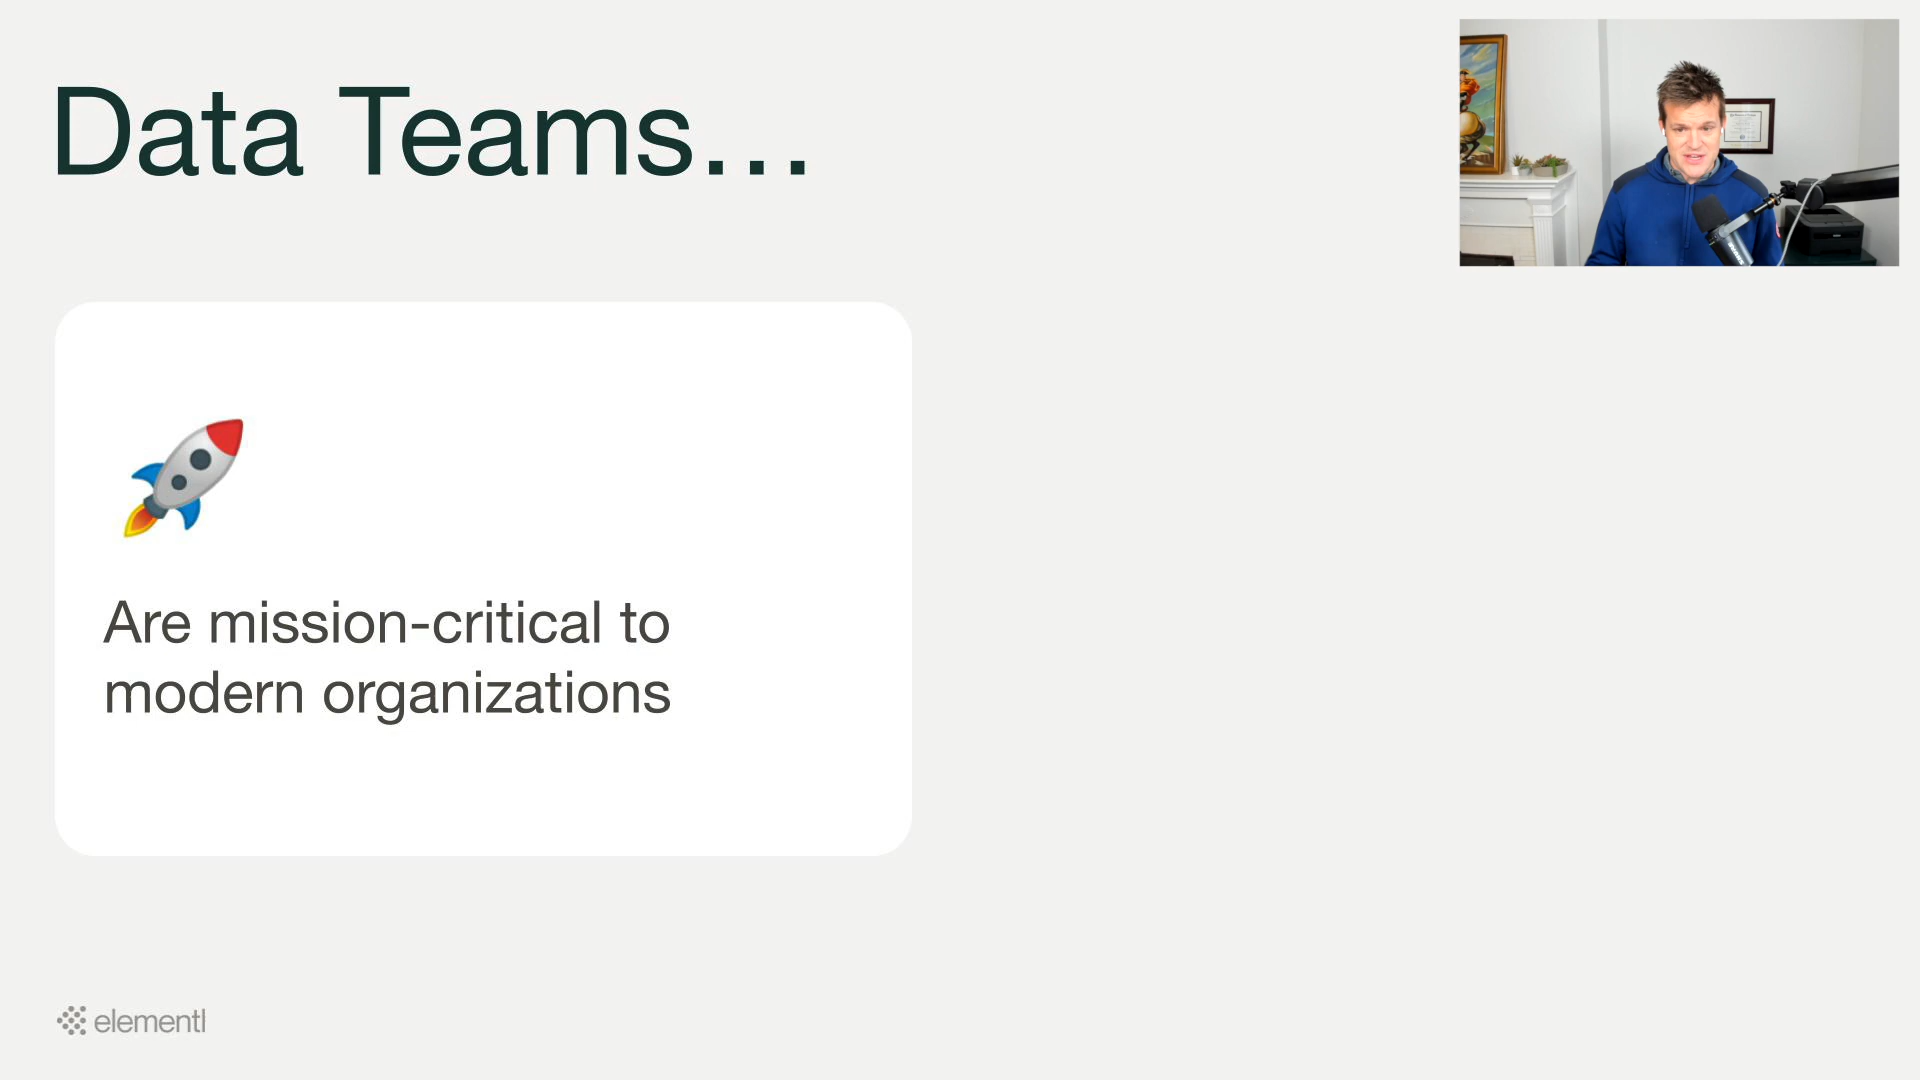 Data Teams...
Are mission-critical to
modern organizations
elementl